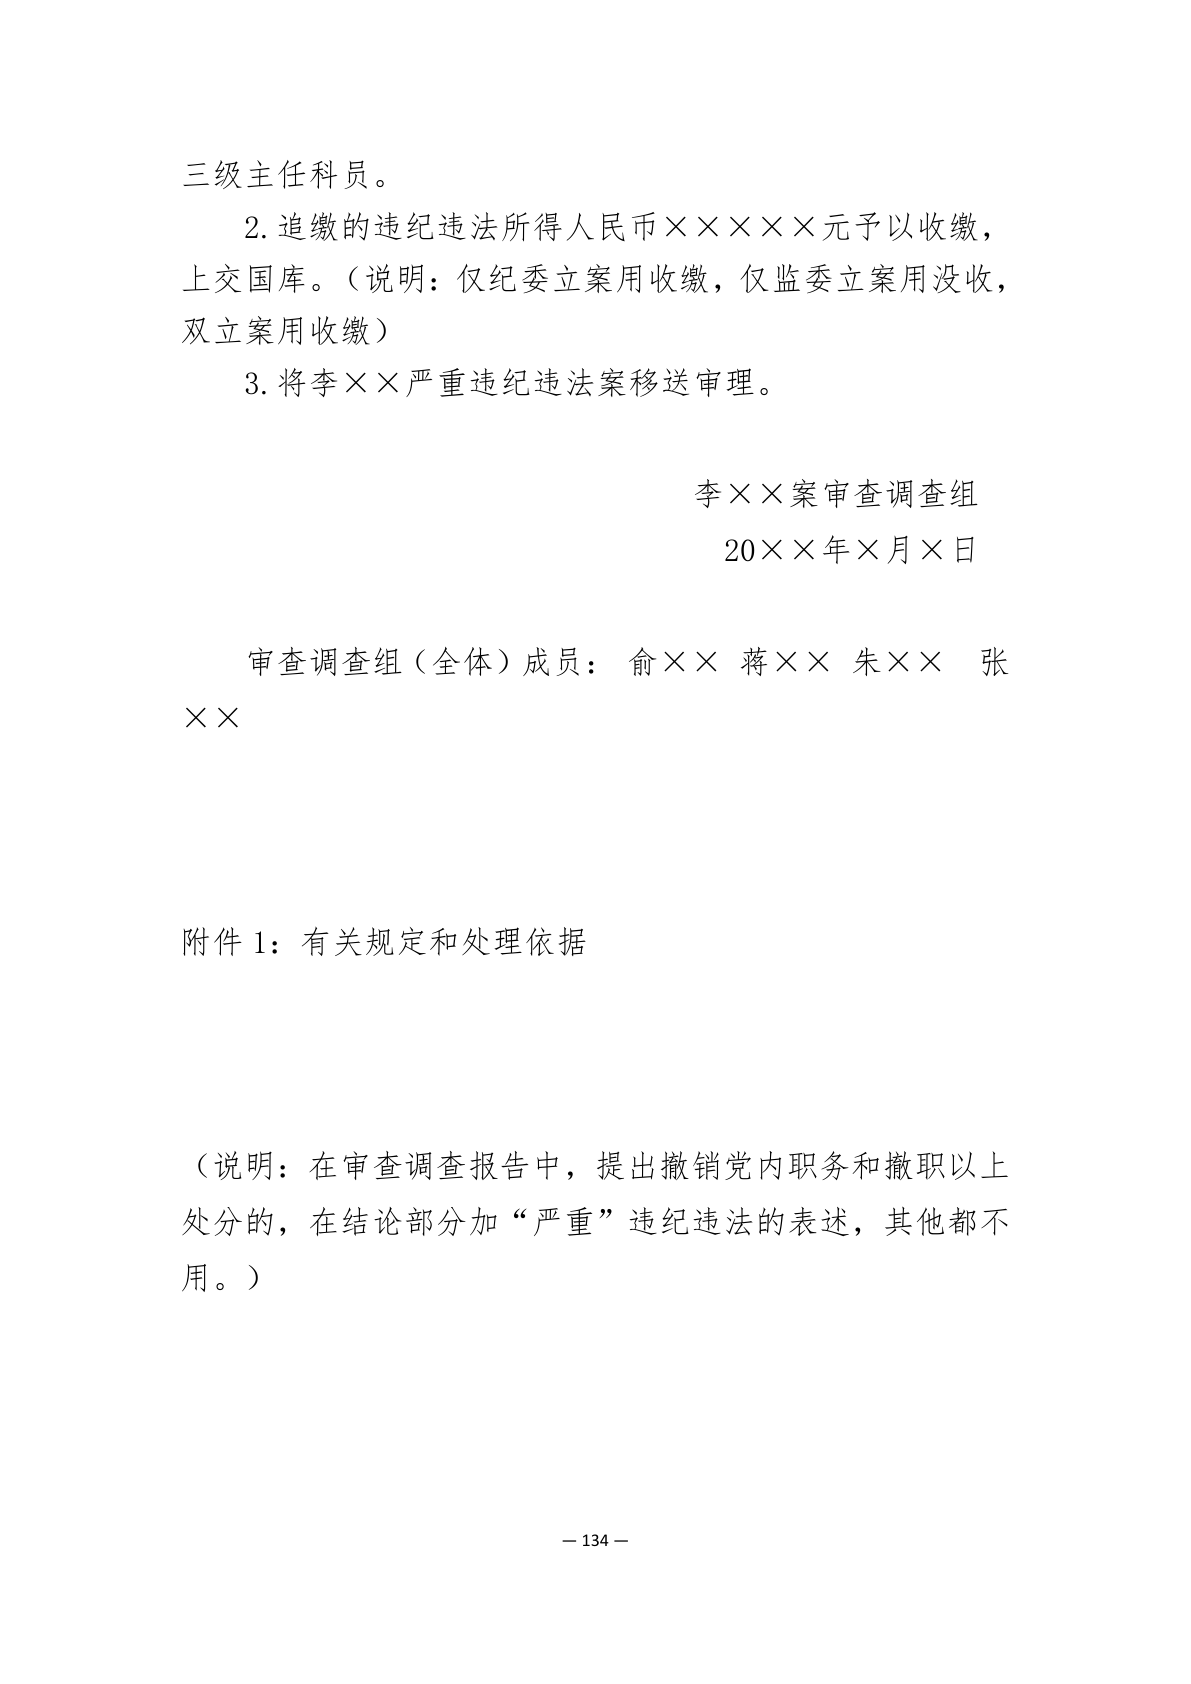 三级主任科员。
2.追缴的违纪违法所得人民币×××××元予以收缴，
上交国库。（说明：仅纪委立案用收缴，仅监委立案用没收，
双立案用收缴）
3.将李××严重违纪违法案移送审理。
李××案审查调查组
20××年×月×日
审查调查组（全体）成员： 俞×× 蒋×× 朱×× 张
××
附件1：有关规定和处理依据
（说明：在审查调查报告中，提出撤销党内职务和撤职以上
处分的，在结论部分加“严重”违纪违法的表述，其他都不
用。）
— 134 —